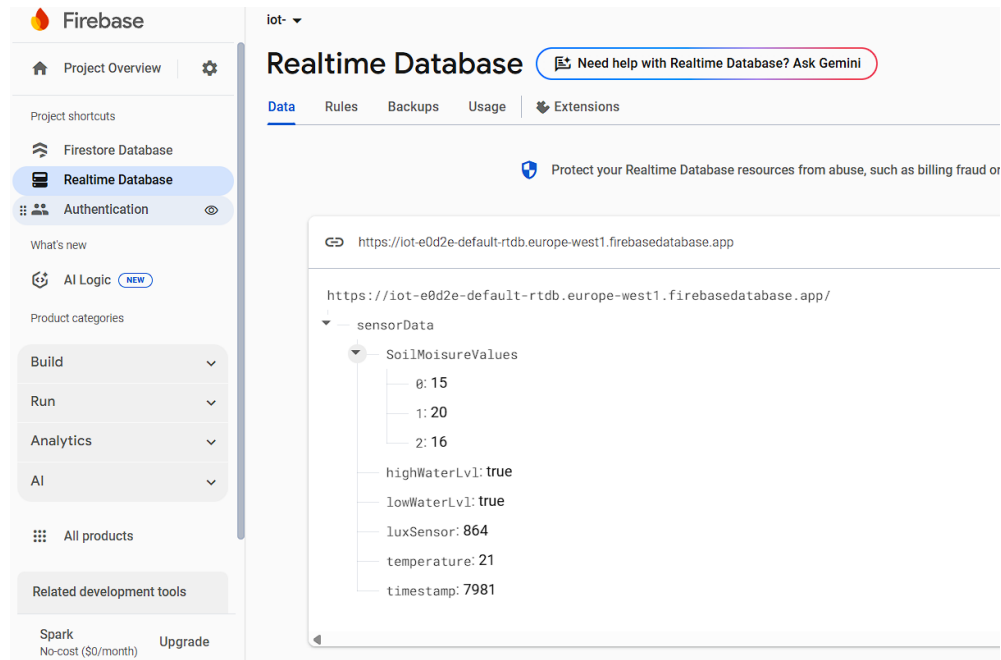 Firebase
iot-
Project Overview
Realtime Database
Need help with Realtime Database? Ask Gemini
Data Rules Backups Usage Extensions
Project shortcuts
Firestore Database
Realtime Database
Authentication
What's new
AI Logic NEW
Product categories
Build
Run
Analytics
AI
All products
Related development tools
Spark
No-cost ($0/month)
Upgrade
Protect your Realtime Database resources from abuse, such as billing fraud or
https://iot-e0d2e-default-rtdb.europe-west1.firebasedatabase.app
https://iot-e0d2e-default-rtdb.europe-west1.firebasedatabase.app/
sensorData
SoilMoisureValues
0: 15
1: 20
2: 16
highWaterLvl: true
lowWaterLvl: true
luxSensor: 864
temperature: 21
timestamp: 7981